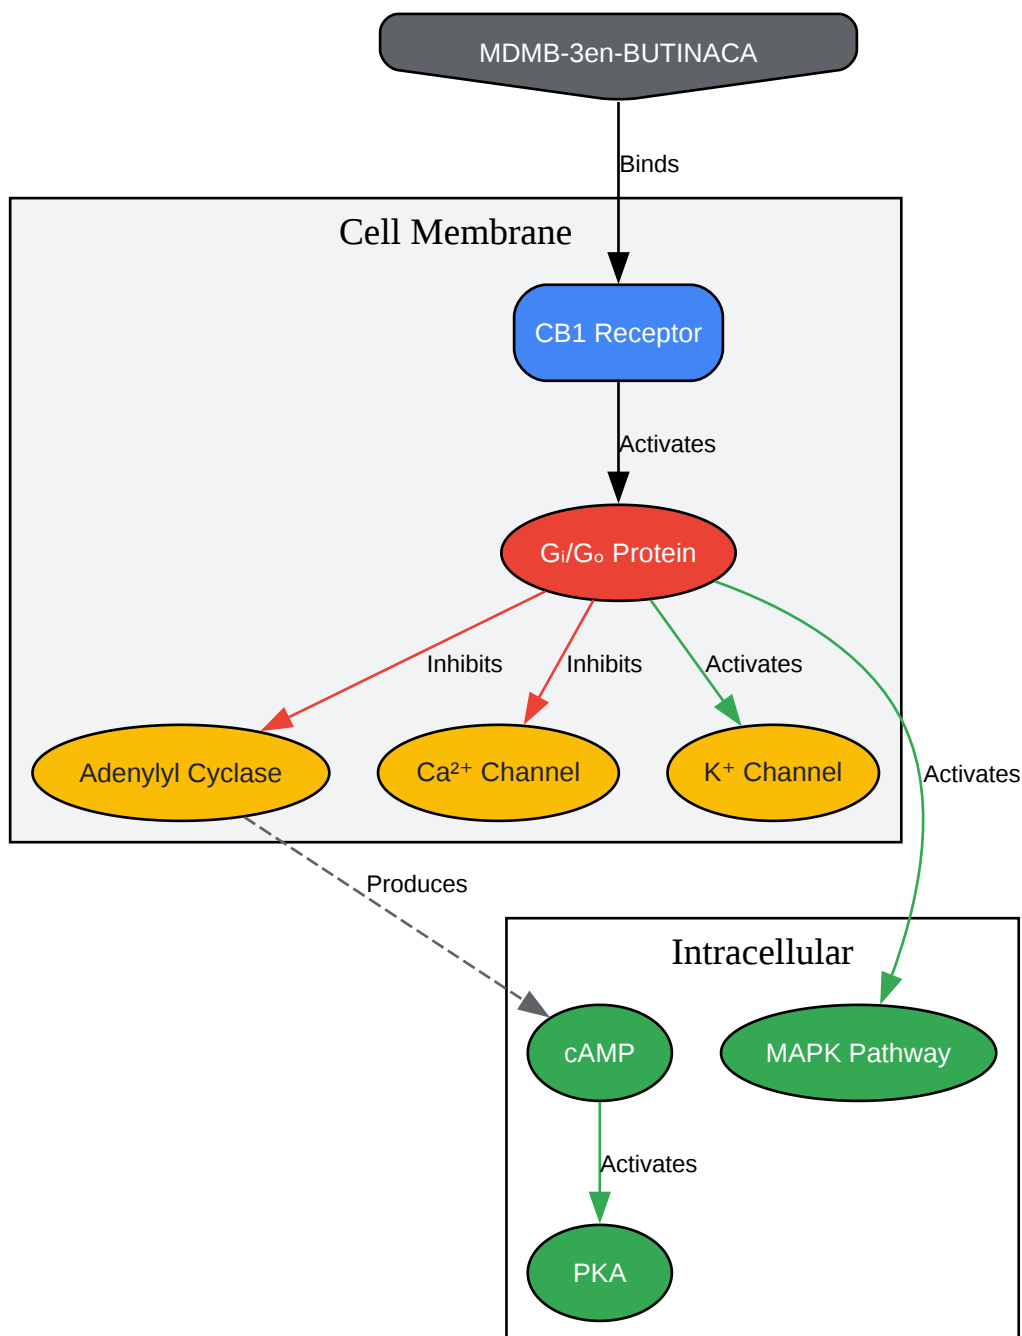 MDMB-3en-BUTINACA
Binds
Cell Membrane
CB1 Receptor
Activates
Gᵢ/Gₒ Protein
Inhibits
Inhibits
Activates
Adenylyl Cyclase
Ca²⁺ Channel
K⁺ Channel
Activates
Produces
Intracellular
cAMP
MAPK Pathway
Activates
PKA